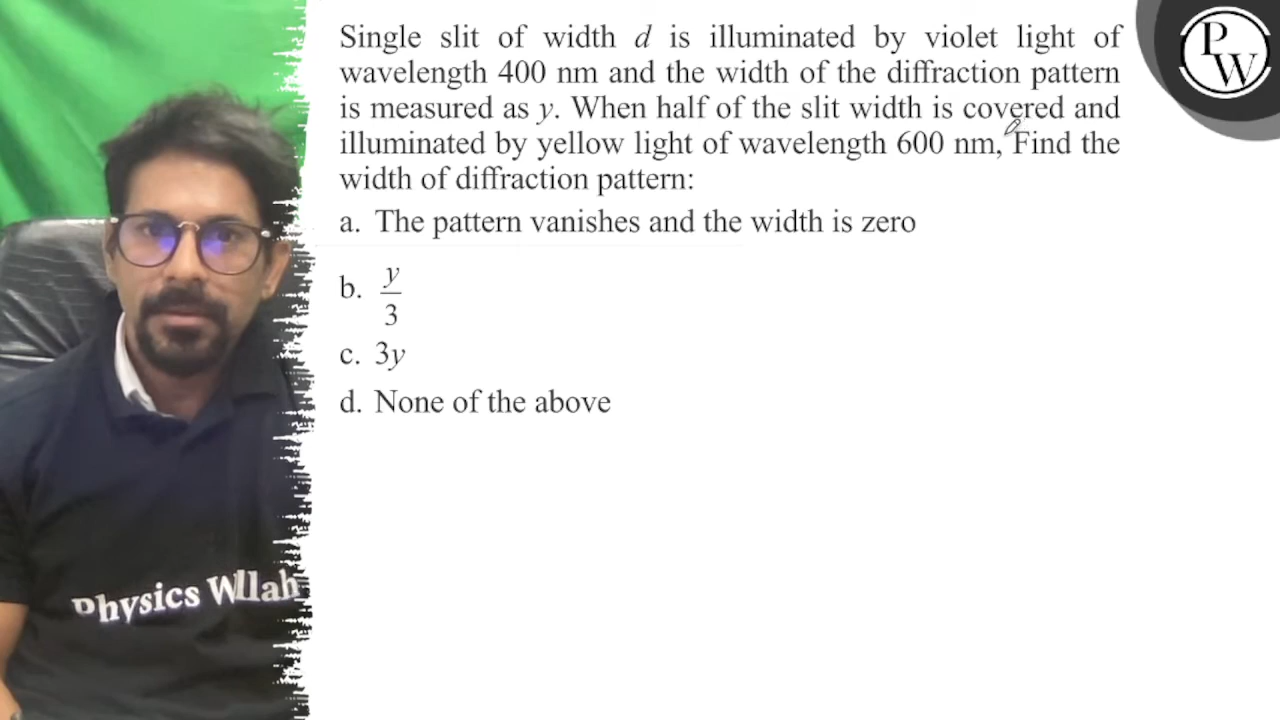 Single slit of width d is illuminated by violet light of
wavelength 400 nm and the width of the diffraction pattern
is measured as y. When half of the slit width is covered and
illuminated by yellow light of wavelength 600 nm, Find the
width of diffraction pattern:
a. The pattern vanishes and the width is zero
b. y/3
c. 3y
d. None of the above
PW
Physics Wllah